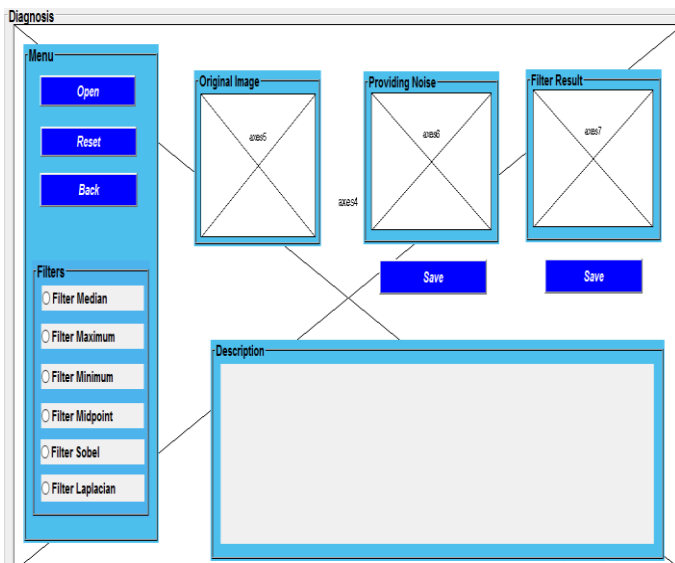 Diagnosis
Menu
Open
Reset
Back
Filters
Filter Median
Filter Maximum
Filter Minimum
Filter Midpoint
Filter Sobel
Filter Laplacian
Original Image
axes5
Providing Noise
axes6
Filter Result
axes7
axes4
Save
Save
Description